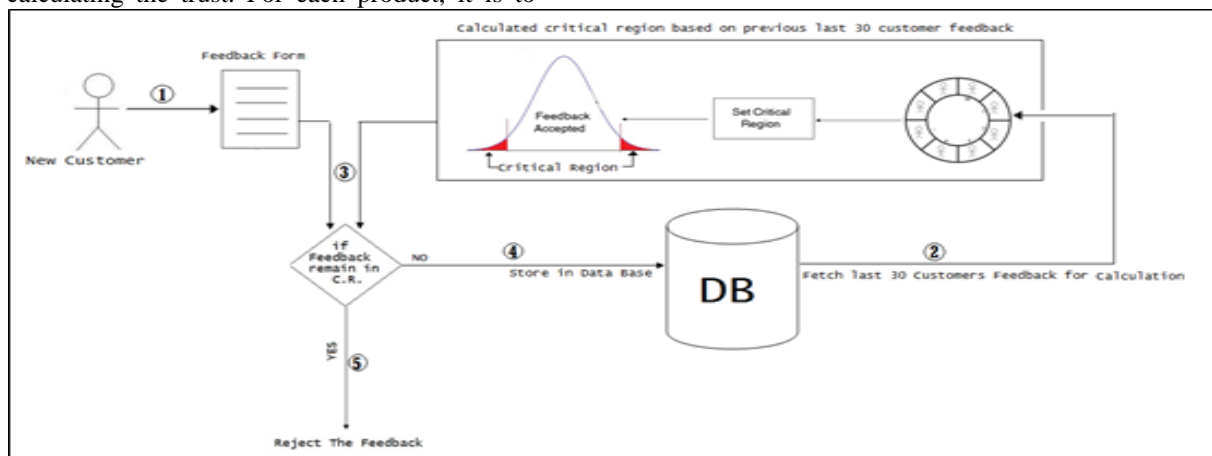 calculating the trust. For each product, it is to
Calculated critical region based on previous last 30 customer feedback
Feedback Form
①
New Customer
Feedback
Accepted
Critical Region
Set Critical
Region
③
if
Feedback
remain in
C.R.
NO
④
Store in Data Base
DB
②
Fetch last 30 Customers Feedback for Calculation
YES
⑤
Reject The Feedback